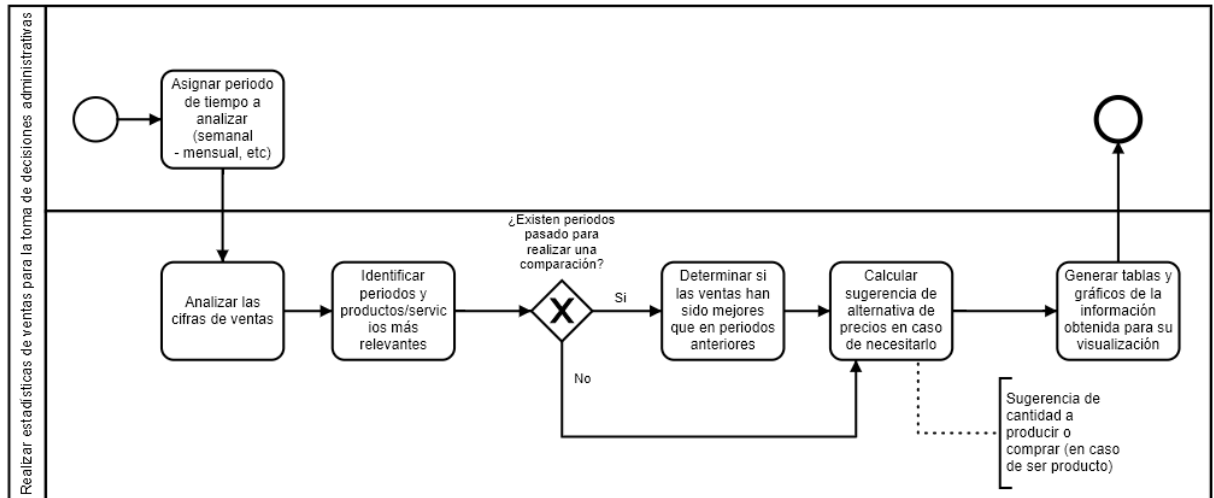 Realizar estadísticas de ventas para la toma de decisiones administrativas
Asignar periodo
de tiempo a
analizar
(semanal
- mensual, etc)
Analizar las
cifras de ventas
Identificar
periodos y
productos/servic
ios más
relevantes
¿Existen periodos
pasado para
realizar una
comparación?
Si
No
Determinar si
las ventas han
sido mejores
que en periodos
anteriores
Calcular
sugerencia de
alternativa de
precios en caso
de necesitarlo
Sugerencia de
cantidad a
producir o
comprar (en caso
de ser producto)
Generar tablas y
gráficos de la
información
obtenida para su
visualización